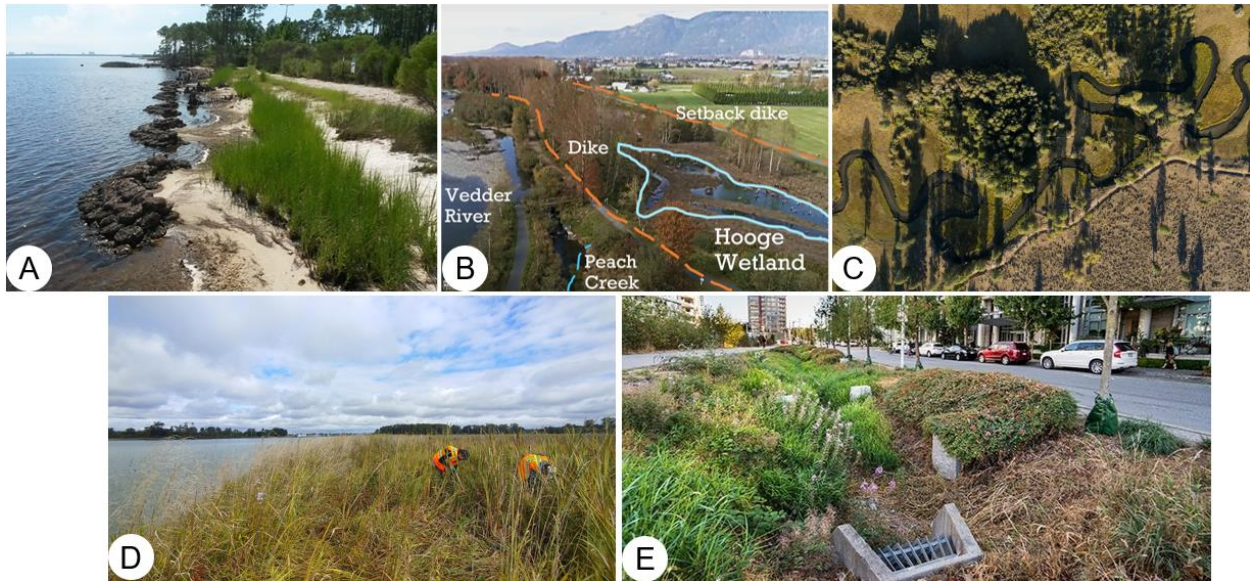 A
Vedder
River
Dike
Setback dike
Peach
Creek
Hooge
Wetland
B
C
D
E